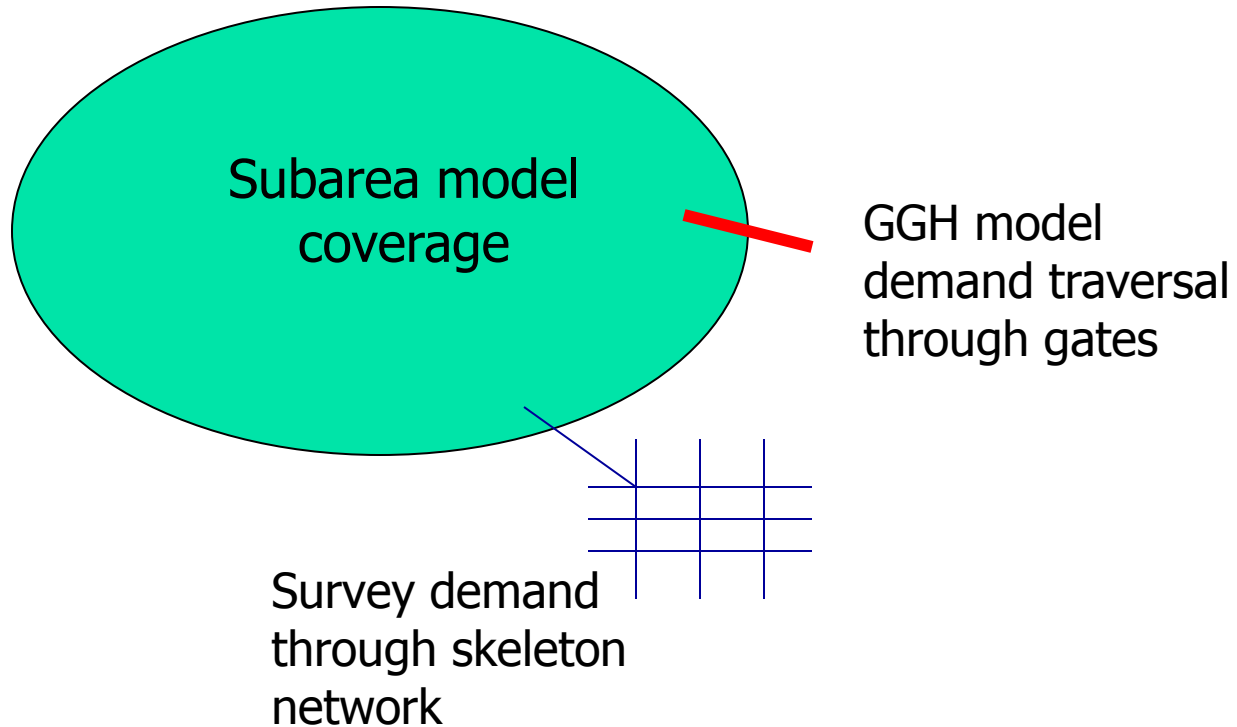 Subarea model
coverage
GGH model
demand traversal
through gates
Survey demand
through skeleton
network